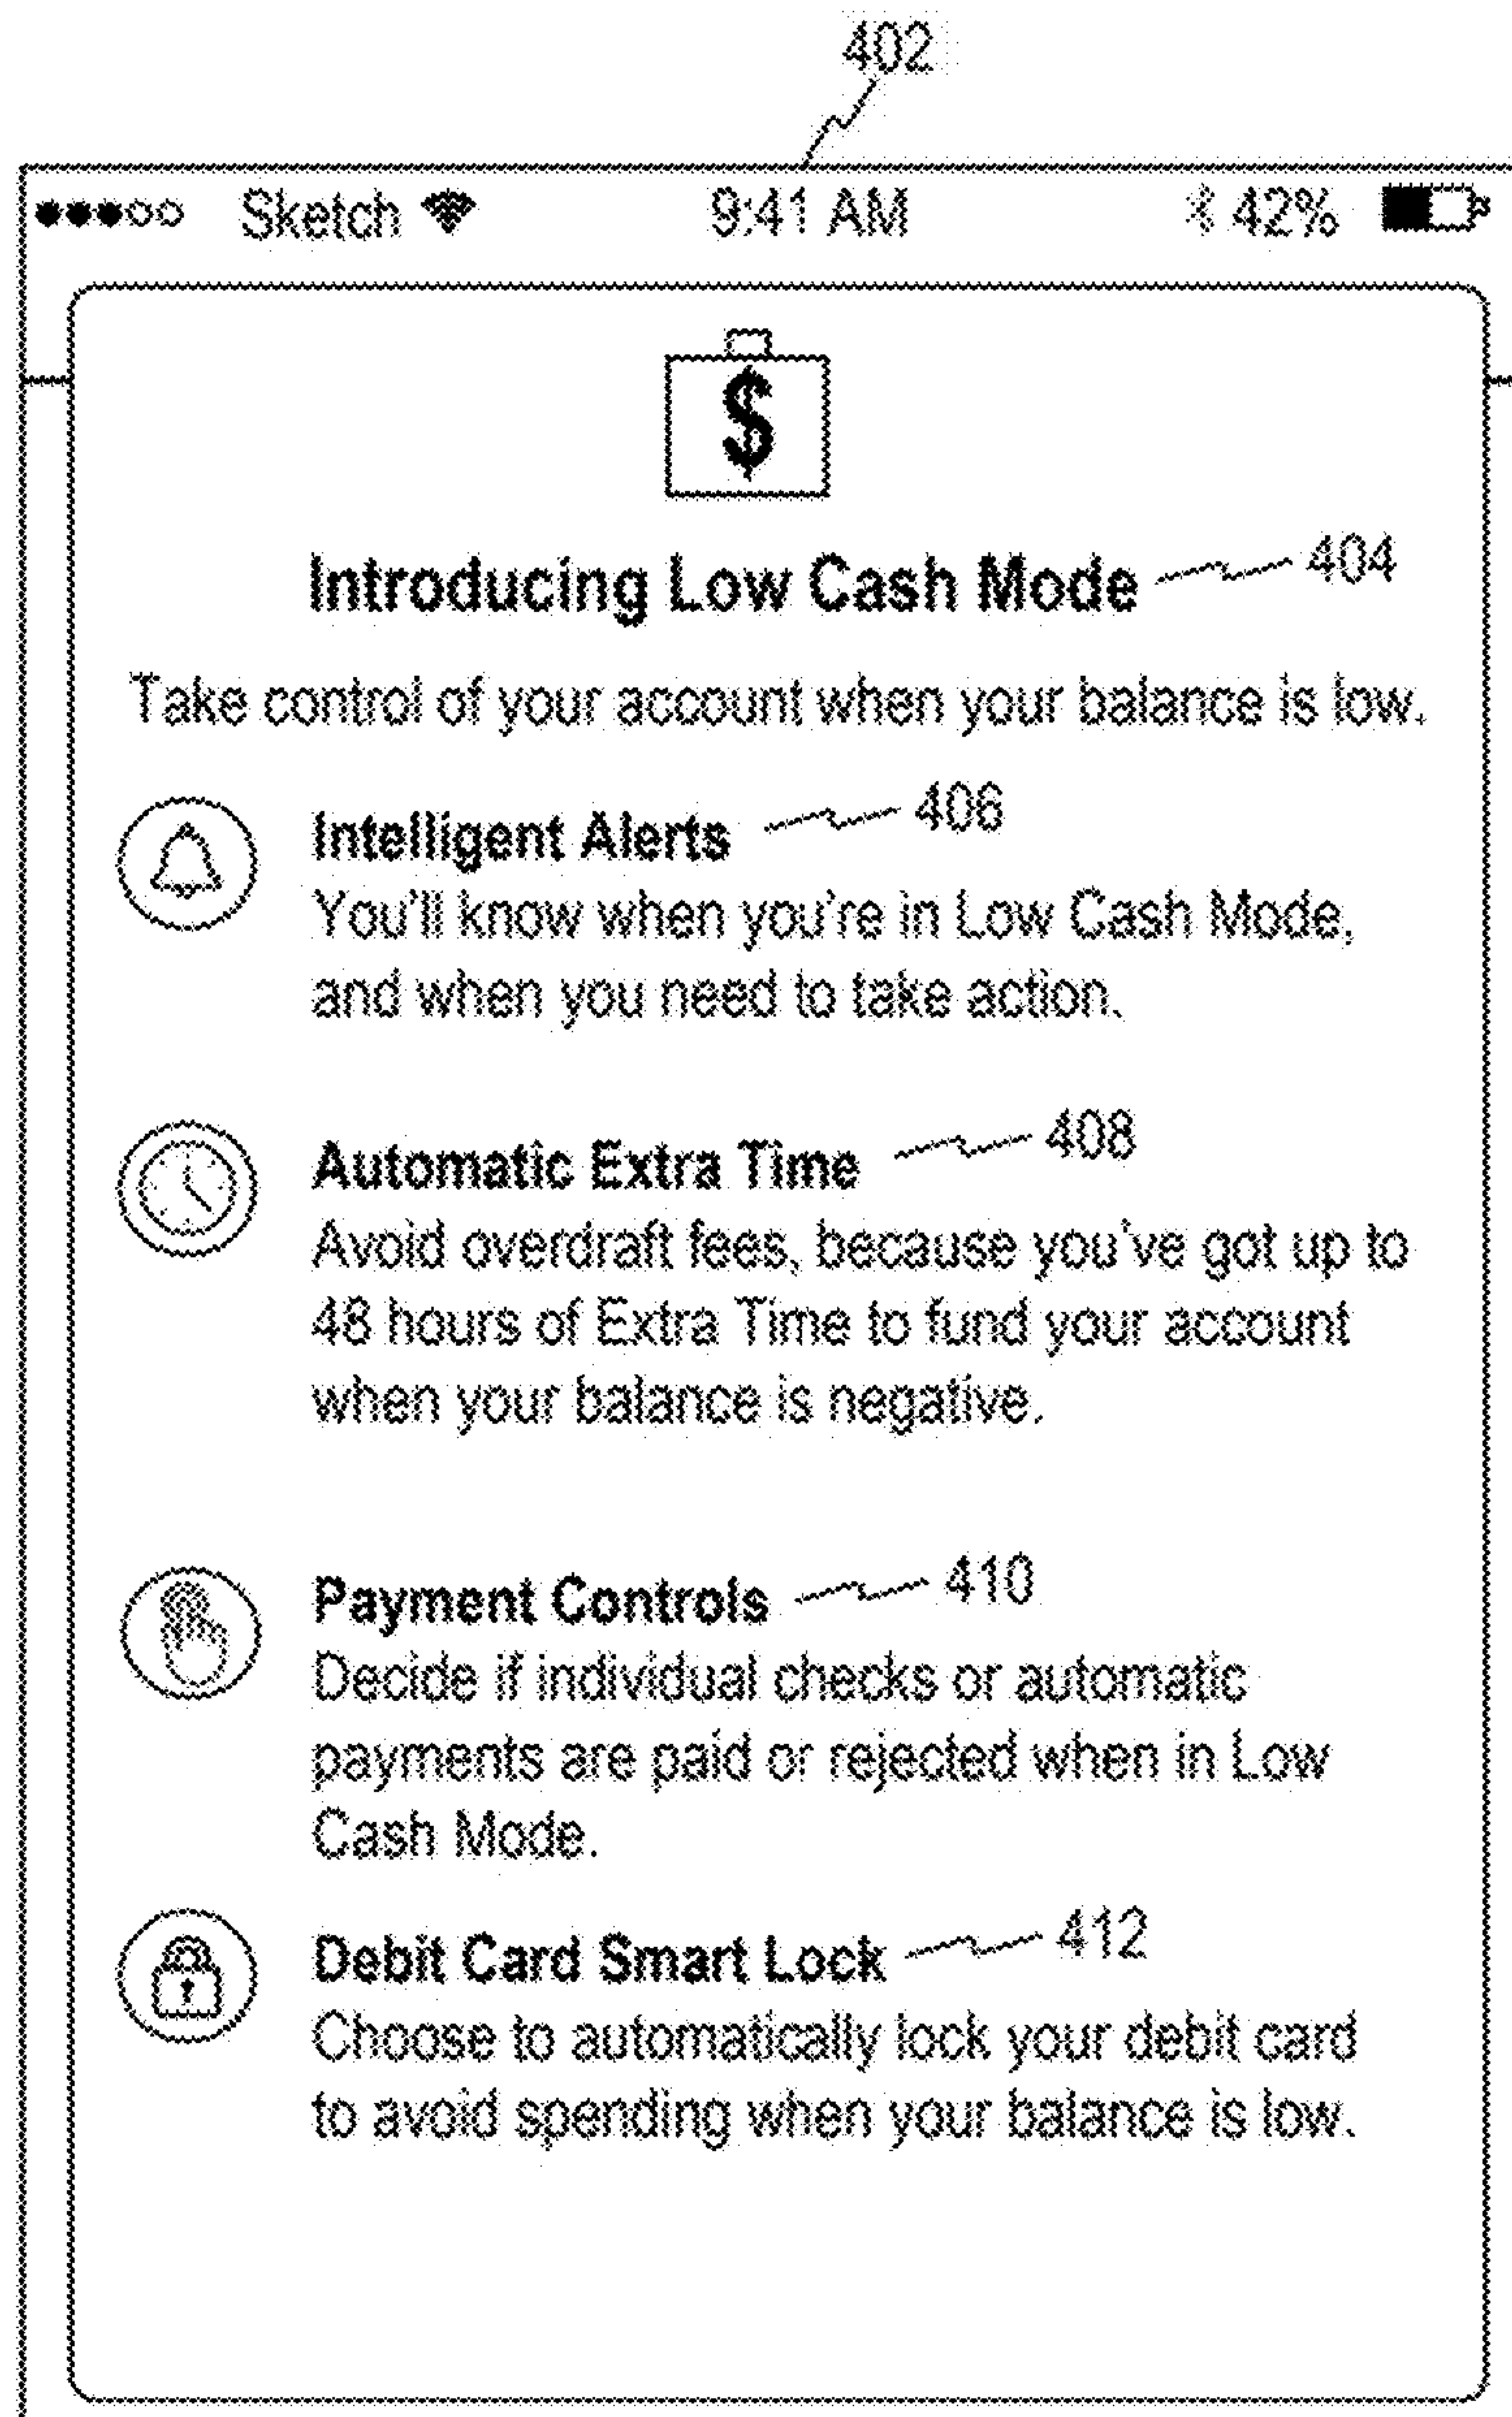 402
Sketch 9:41 AM 42%
$
Introducing Low Cash Mode 404
Take control of your account when your balance is low.
Intelligent Alerts 406
You'll know when you're in Low Cash Mode,
and when you need to take action.
Automatic Extra Time 408
Avoid overdraft fees, because you've got up to
48 hours of Extra Time to fund your account
when your balance is negative.
Payment Controls 410
Decide if individual checks or automatic
payments are paid or rejected when in Low
Cash Mode.
Debit Card Smart Lock 412
Choose to automatically lock your debit card
to avoid spending when your balance is low.